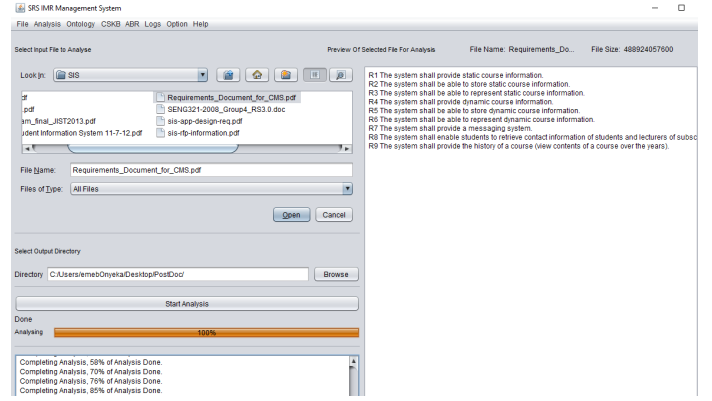 SRS IMR Management System
File Analysis Ontology CSKB ABR Logs Option Help
Select Input File to Analyse
Preview Of Selected File For Analysis File Name: Requirements_Do... File Size: 488924057600
Look In: SIS
df
Requirements_Document_for_CMS.pdf
.pdf
SENG321-2008_Group4_RS3.0.doc
am_final_JIST2013.pdf
sis-app-design-req.pdf
udent Information System 11-7-12.pdf
sis-rfp-information.pdf
File Name: Requirements_Document_for_CMS.pdf
Files of Type: All Files
Open Cancel
Select Output Directory
Directory C:/Users/emebOnyeka/Desktop/PostDoc/ Browse
Start Analysis
Done
Analysing 100%
Completing Analysis, 58% of Analysis Done.
Completing Analysis, 70% of Analysis Done.
Completing Analysis, 76% of Analysis Done.
Completing Analysis, 85% of Analysis Done.
R1 The system shall provide static course information.
R2 The system shall be able to store static course information.
R3 The system shall be able to represent static course information.
R4 The system shall provide dynamic course information.
R5 The system shall be able to store dynamic course information.
R6 The system shall be able to represent dynamic course information.
R7 The system shall provide a messaging system.
R8 The system shall enable students to retrieve contact information of students and lecturers of subsc
R9 The system shall provide the history of a course (view contents of a course over the years).